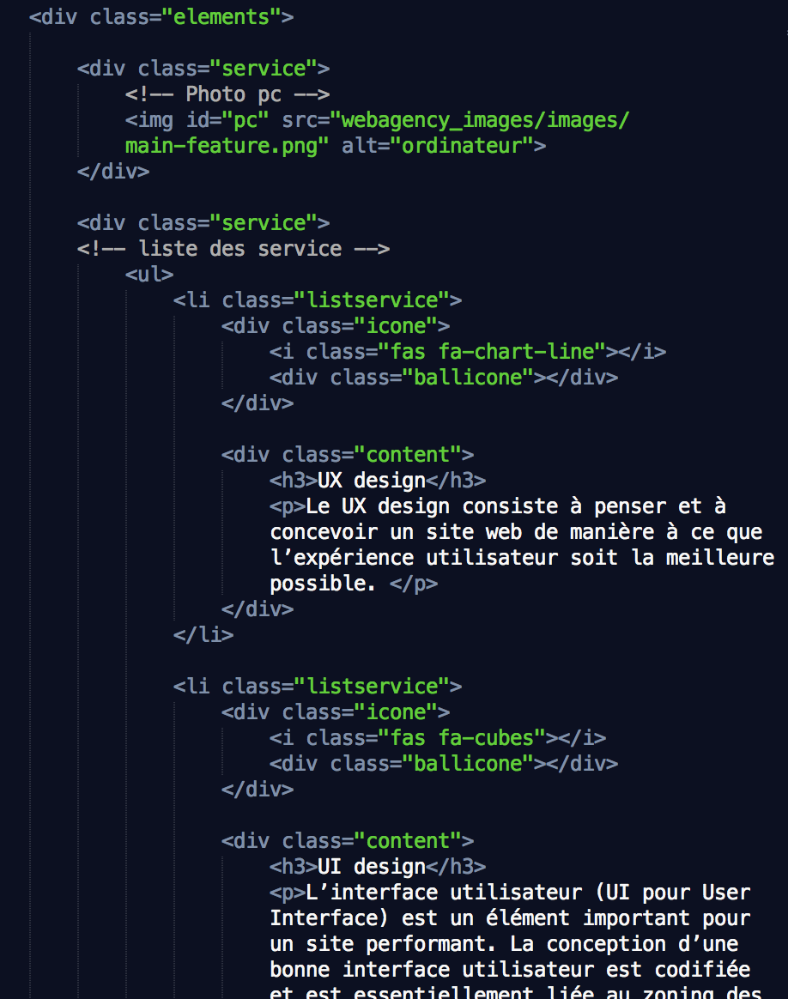 <div class="elements">
<div class="service">
<!-- Photo pc -->
<img id="pc" src="webagency_images/images/
main-feature.png" alt="ordinateur">
</div>
<div class="service">
<!-- liste des service -->
<ul>
<li class="listservice">
<div class="icone">
<i class="fas fa-chart-line"></i>
<div class="ballicone"></div>
</div>
<div class="content">
<h3>UX design</h3>
<p>Le UX design consiste à penser et à
concevoir un site web de manière à ce que
l’expérience utilisateur soit la meilleure
possible. </p>
</div>
</li>
<li class="listservice">
<div class="icone">
<i class="fas fa-cubes"></i>
<div class="ballicone"></div>
</div>
<div class="content">
<h3>UI design</h3>
<p>L’interface utilisateur (UI pour User
Interface) est un élément important pour
un site performant. La conception d’une
bonne interface utilisateur est codifiée
et est essentiellement liée au zoning des